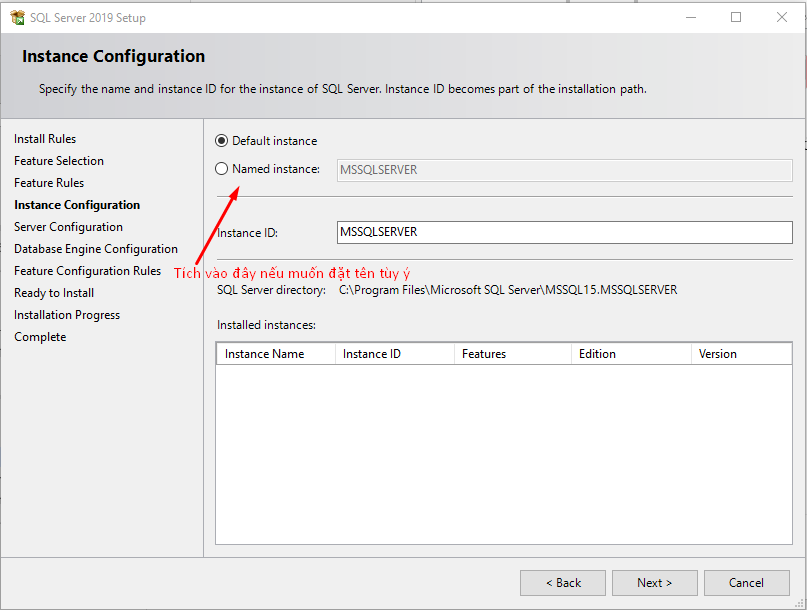 SQL Server 2019 Setup
Instance Configuration
Specify the name and instance ID for the instance of SQL Server. Instance ID becomes part of the installation path.
Install Rules
Feature Selection
Feature Rules
Instance Configuration
Server Configuration
Database Engine Configuration
Feature Configuration Rules
Ready to Install
Installation Progress
Complete
Default instance
Named instance: MSSQLSERVER
Instance ID: MSSQLSERVER
Tích vào đây nếu muốn đặt tên tùy ý
SQL Server directory: C:\Program Files\Microsoft SQL Server\MSSQL15.MSSQLSERVER
Installed instances:
Instance Name Instance ID Features Edition Version
< Back Next > Cancel